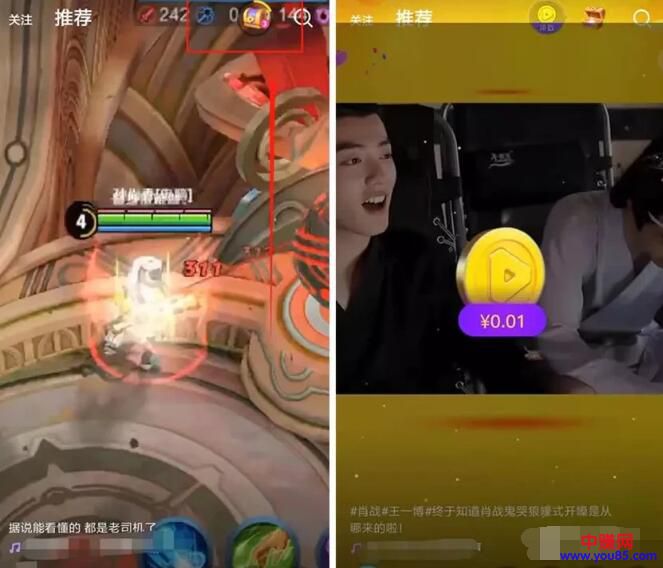 关注 推荐
242 0 14
4
311
311
据说能看懂的 都是老司机了
关注 推荐
¥0.01
#肖战#王一博#终于知道肖战鬼哭狼嚎式开嗓是从
哪来的啦!
中赚网
www.you85.com